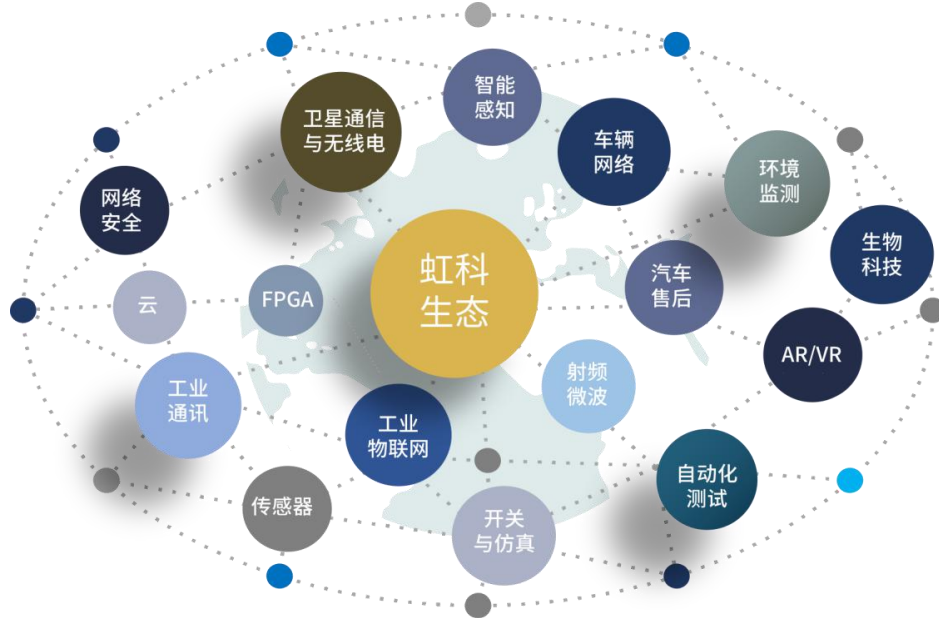 智能
感知
卫星通信
与无线电
车辆
网络
环境
监测
网络
安全
生物
科技
虹科
生态
汽车
售后
云
FPGA
AR/VR
工业
通讯
射频
微波
工业
物联网
自动化
测试
传感器
开关
与仿真